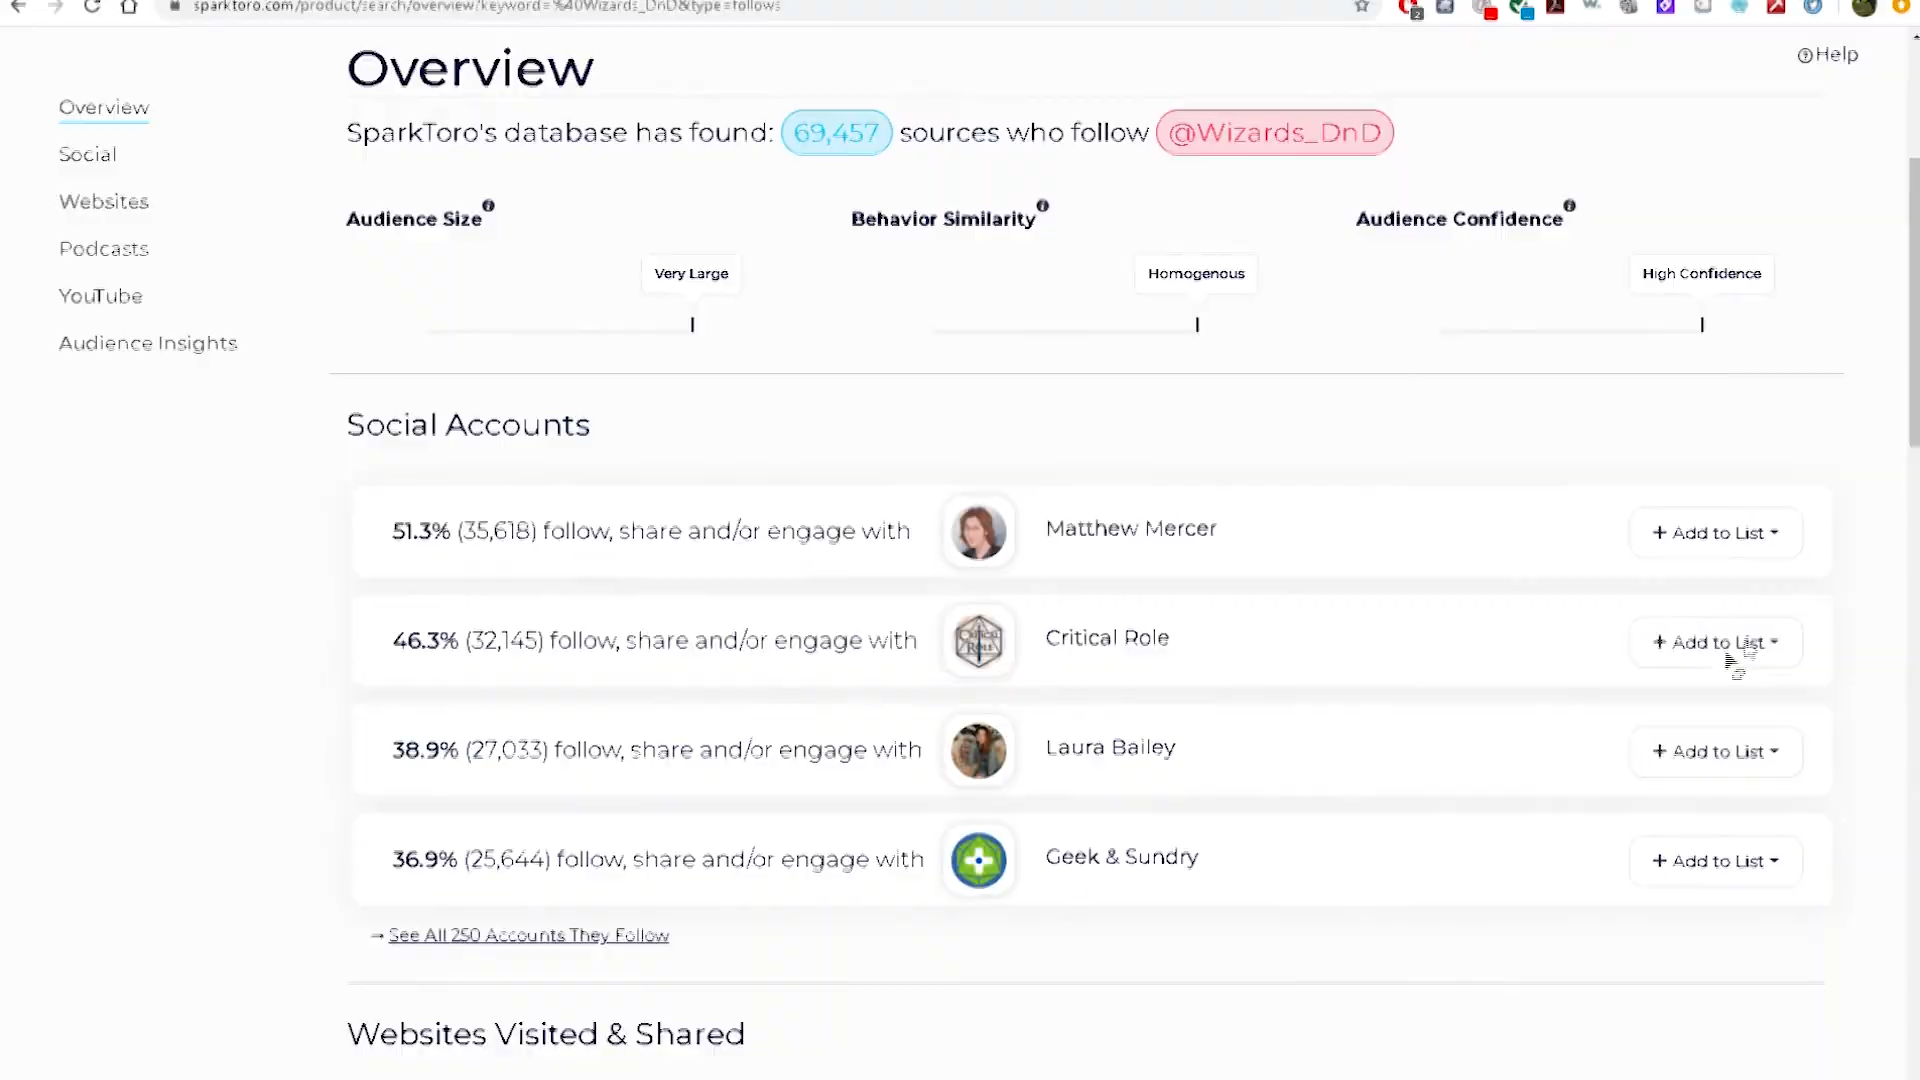 sparktoro.com/product/search/overview?keyword=%40Wizards_DnD&type=follows
2
Overview
Help
Overview
SparkToro's database has found: 69,457 sources who follow @Wizards_DnD
Social
Websites
Audience Size
Behavior Similarity
Audience Confidence
Podcasts
Very Large
Homogenous
High Confidence
YouTube
Audience Insights
Social Accounts
51.3% (35,618) follow, share and/or engage with Matthew Mercer + Add to List
46.3% (32,145) follow, share and/or engage with Critical Role + Add to List
38.9% (27,033) follow, share and/or engage with Laura Bailey + Add to List
36.9% (25,644) follow, share and/or engage with Geek & Sundry + Add to List
→ See All 250 Accounts They Follow
Websites Visited & Shared